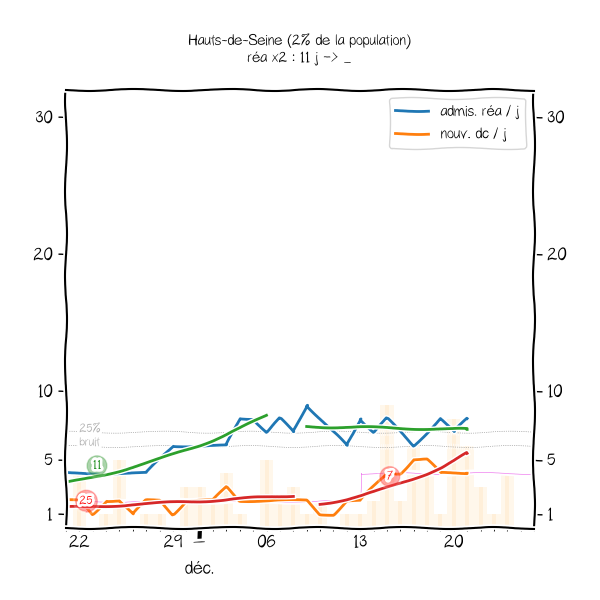 Hauts-de-Seine (2% de la population)
réa x2 : 11 j -> _
admis. réa / j
nouv. dc / j
30 30
20 20
10 10
25%
bruit
11
7
5 5
25
1 1
22 29 06 13 20
déc.